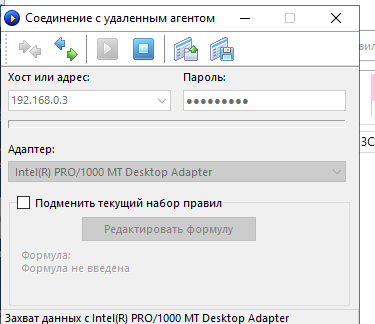 Соединение с удаленным агентом
Хост или адрес:
Пароль:
192.168.0.3
●●●●●●●●●
Адаптер:
Intel(R) PRO/1000 MT Desktop Adapter
Подменить текущий набор правил
Редактировать формулу
Формула:
Формула не введена
Захват данных с Intel(R) PRO/1000 MT Desktop Adapter